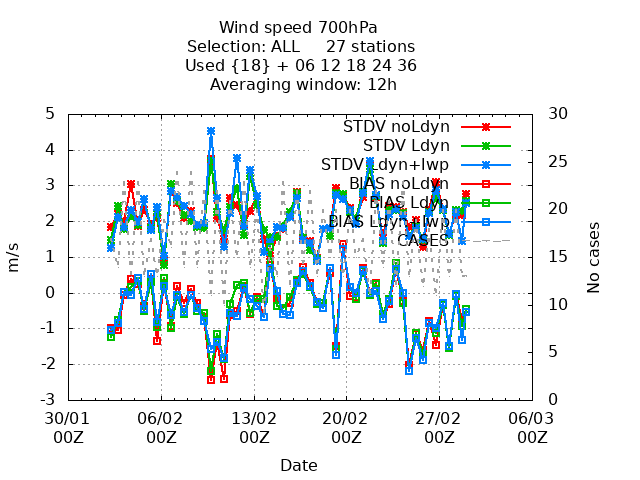 Wind speed 700hPa
Selection: ALL     27 stations
Used {18} + 06 12 18 24 36
Averaging window: 12h
m/s
5
4
3
2
1
0
-1
-2
-3
No cases
30
25
20
15
10
5
0
STDV noLdyn
STDV Ldyn
STDV Ldyn+lwp
BIAS noLdyn
BIAS Ldyn
BIAS Ldyn+lwp
CASES
30/01 06/02 13/02 20/02 27/02 06/03
00Z 00Z 00Z 00Z 00Z 00Z
Date